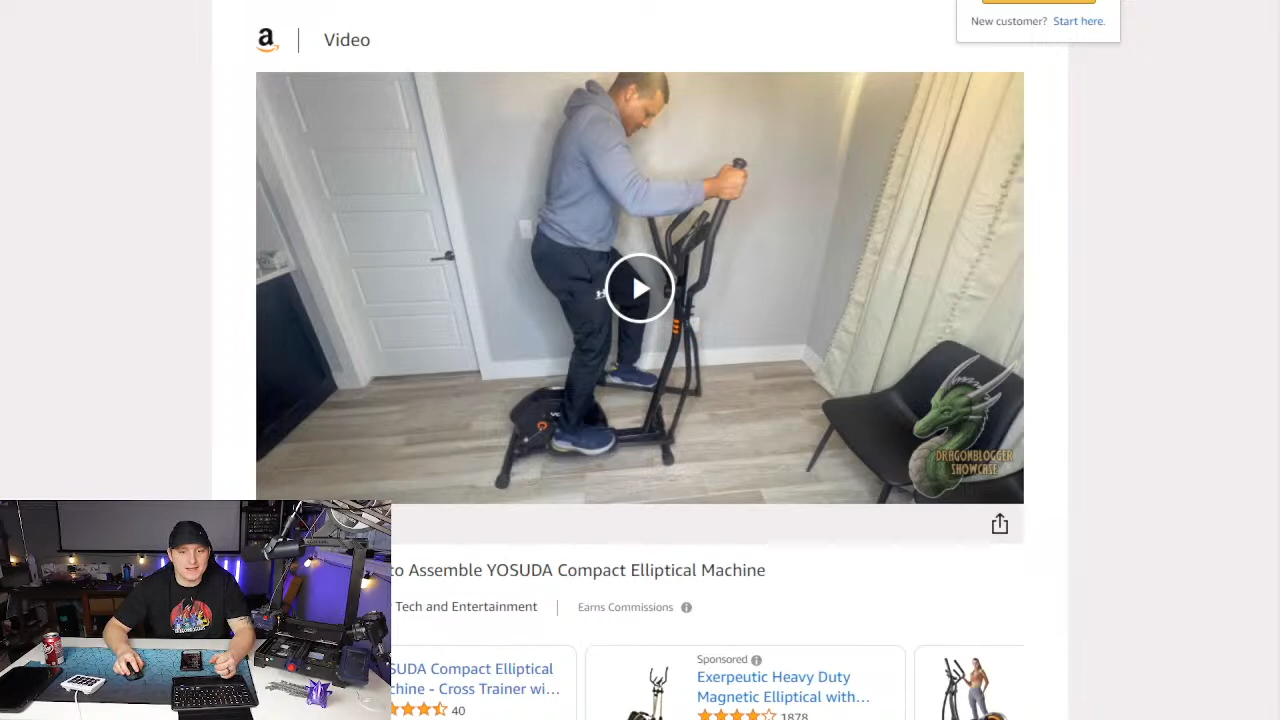 New customer? Start here.
a
Video
DRAGONBLOGGER
SHOWCASE
to Assemble YOSUDA Compact Elliptical Machine
Tech and Entertainment
Earns Commissions
SUDA Compact Elliptical
chine - Cross Trainer wi...
40
Sponsored
Exerpeutic Heavy Duty
Magnetic Elliptical with...
1878